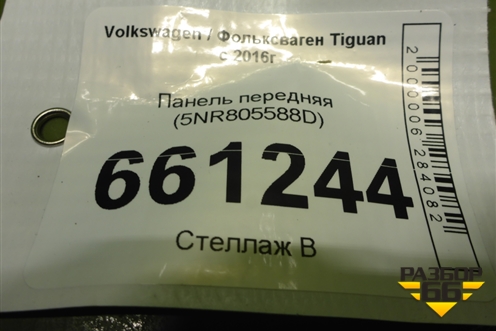 Volkswagen / Фольксваген Tiguan
с 2016г
Панель передняя
(5NR805588D)
661244
Стеллаж В
2000006284082
РАЗБОР
66